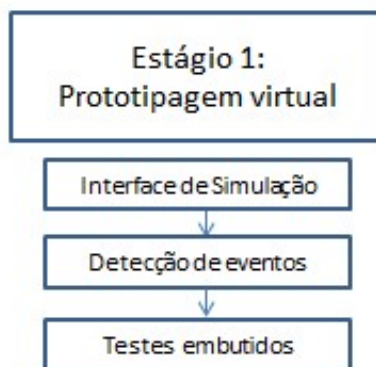 Estágio 1:
Prototipagem virtual
Interface de Simulação
Detecção de eventos
Testes embutidos